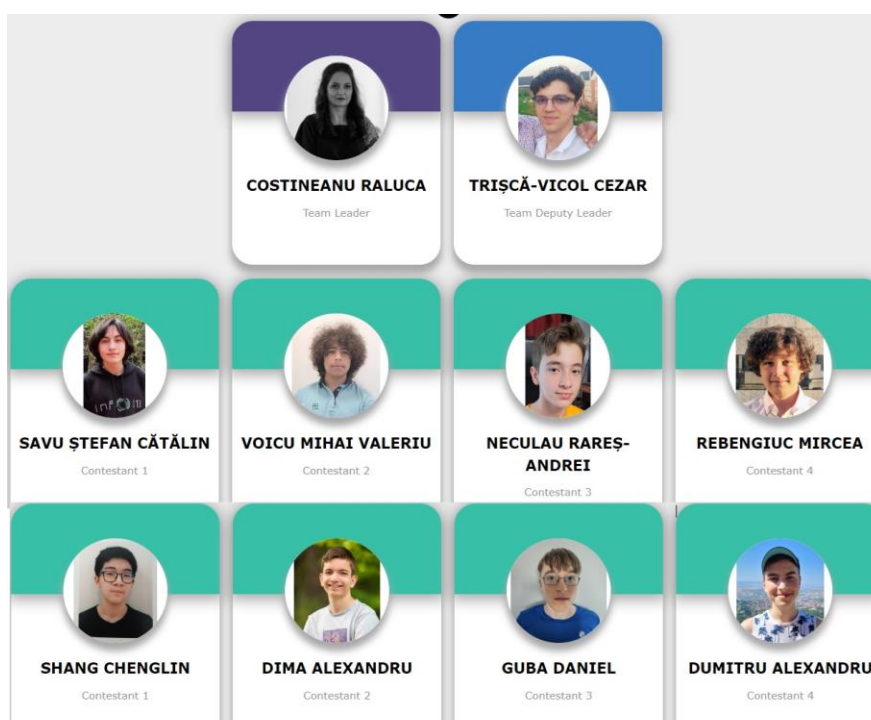 COSTINEANU RALUCA
Team Leader
TRIȘCĂ-VICOL CEZAR
Team Deputy Leader
SAVU ȘTEFAN CĂTĂLIN
Contestant 1
VOICU MIHAI VALERIU
Contestant 2
NECULAU RAREȘ-
ANDREI
Contestant 3
REBENGIUC MIRCEA
Contestant 4
SHANG CHENGLIN
Contestant 1
DIMA ALEXANDRU
Contestant 2
GUBA DANIEL
Contestant 3
DUMITRU ALEXANDRU
Contestant 4